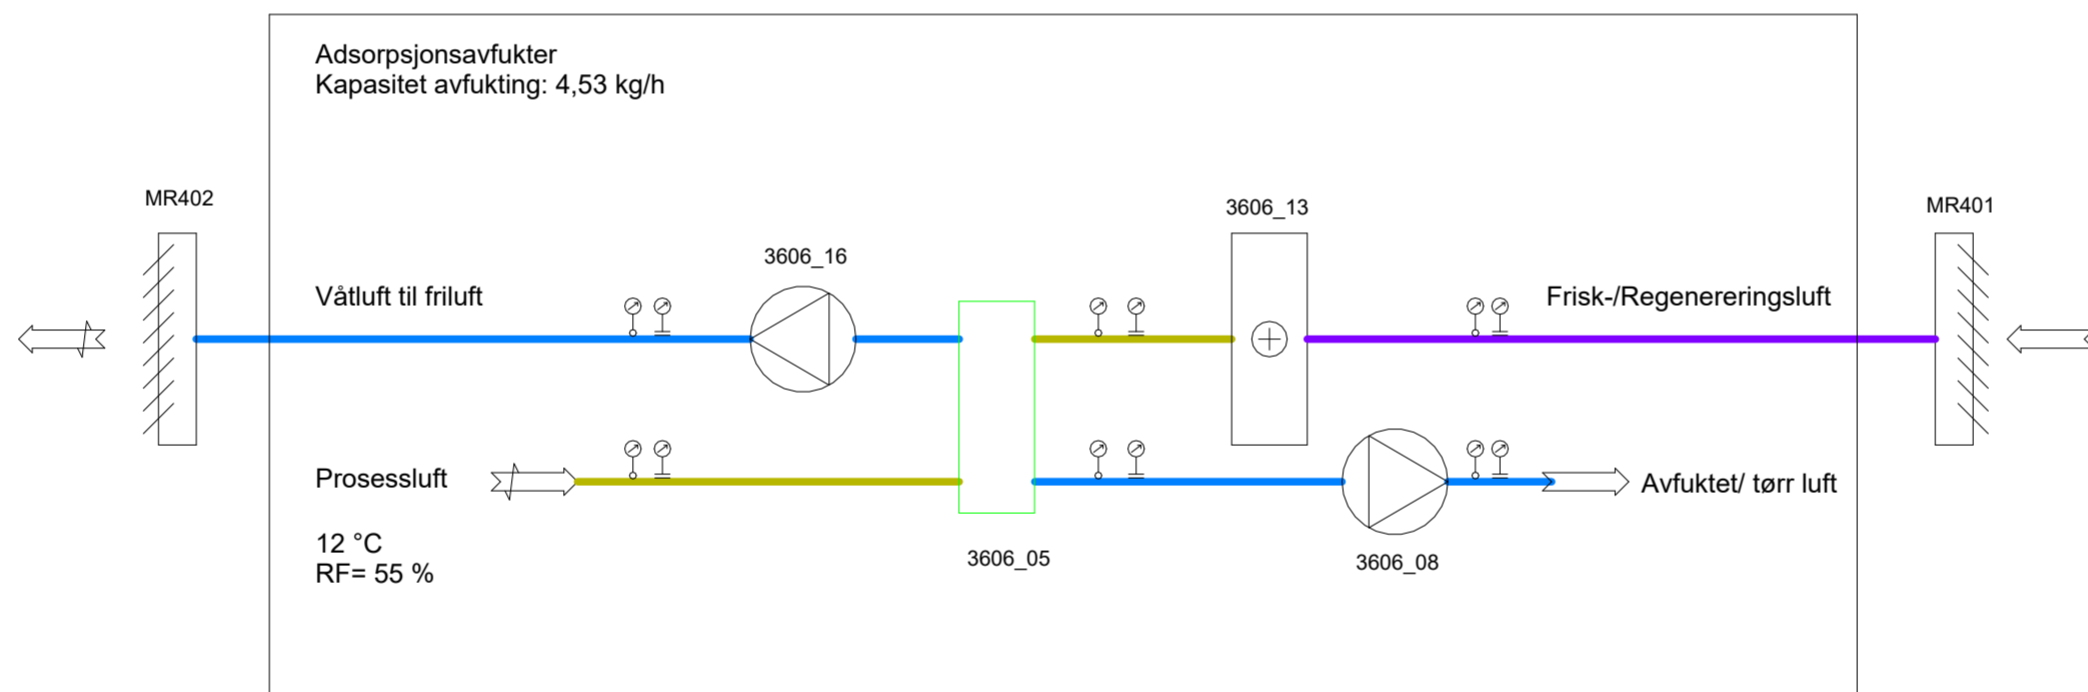 Adsorpsjonsavfukter
Kapasitet avfukting: 4,53 kg/h
MR402
3606_13
MR401
3606_16
Våtluft til friluft
Frisk-/Regenereringsluft
Prosessluft
Avfuktet/ tørr luft
12 °C
RF= 55 %
3606_05
3606_08